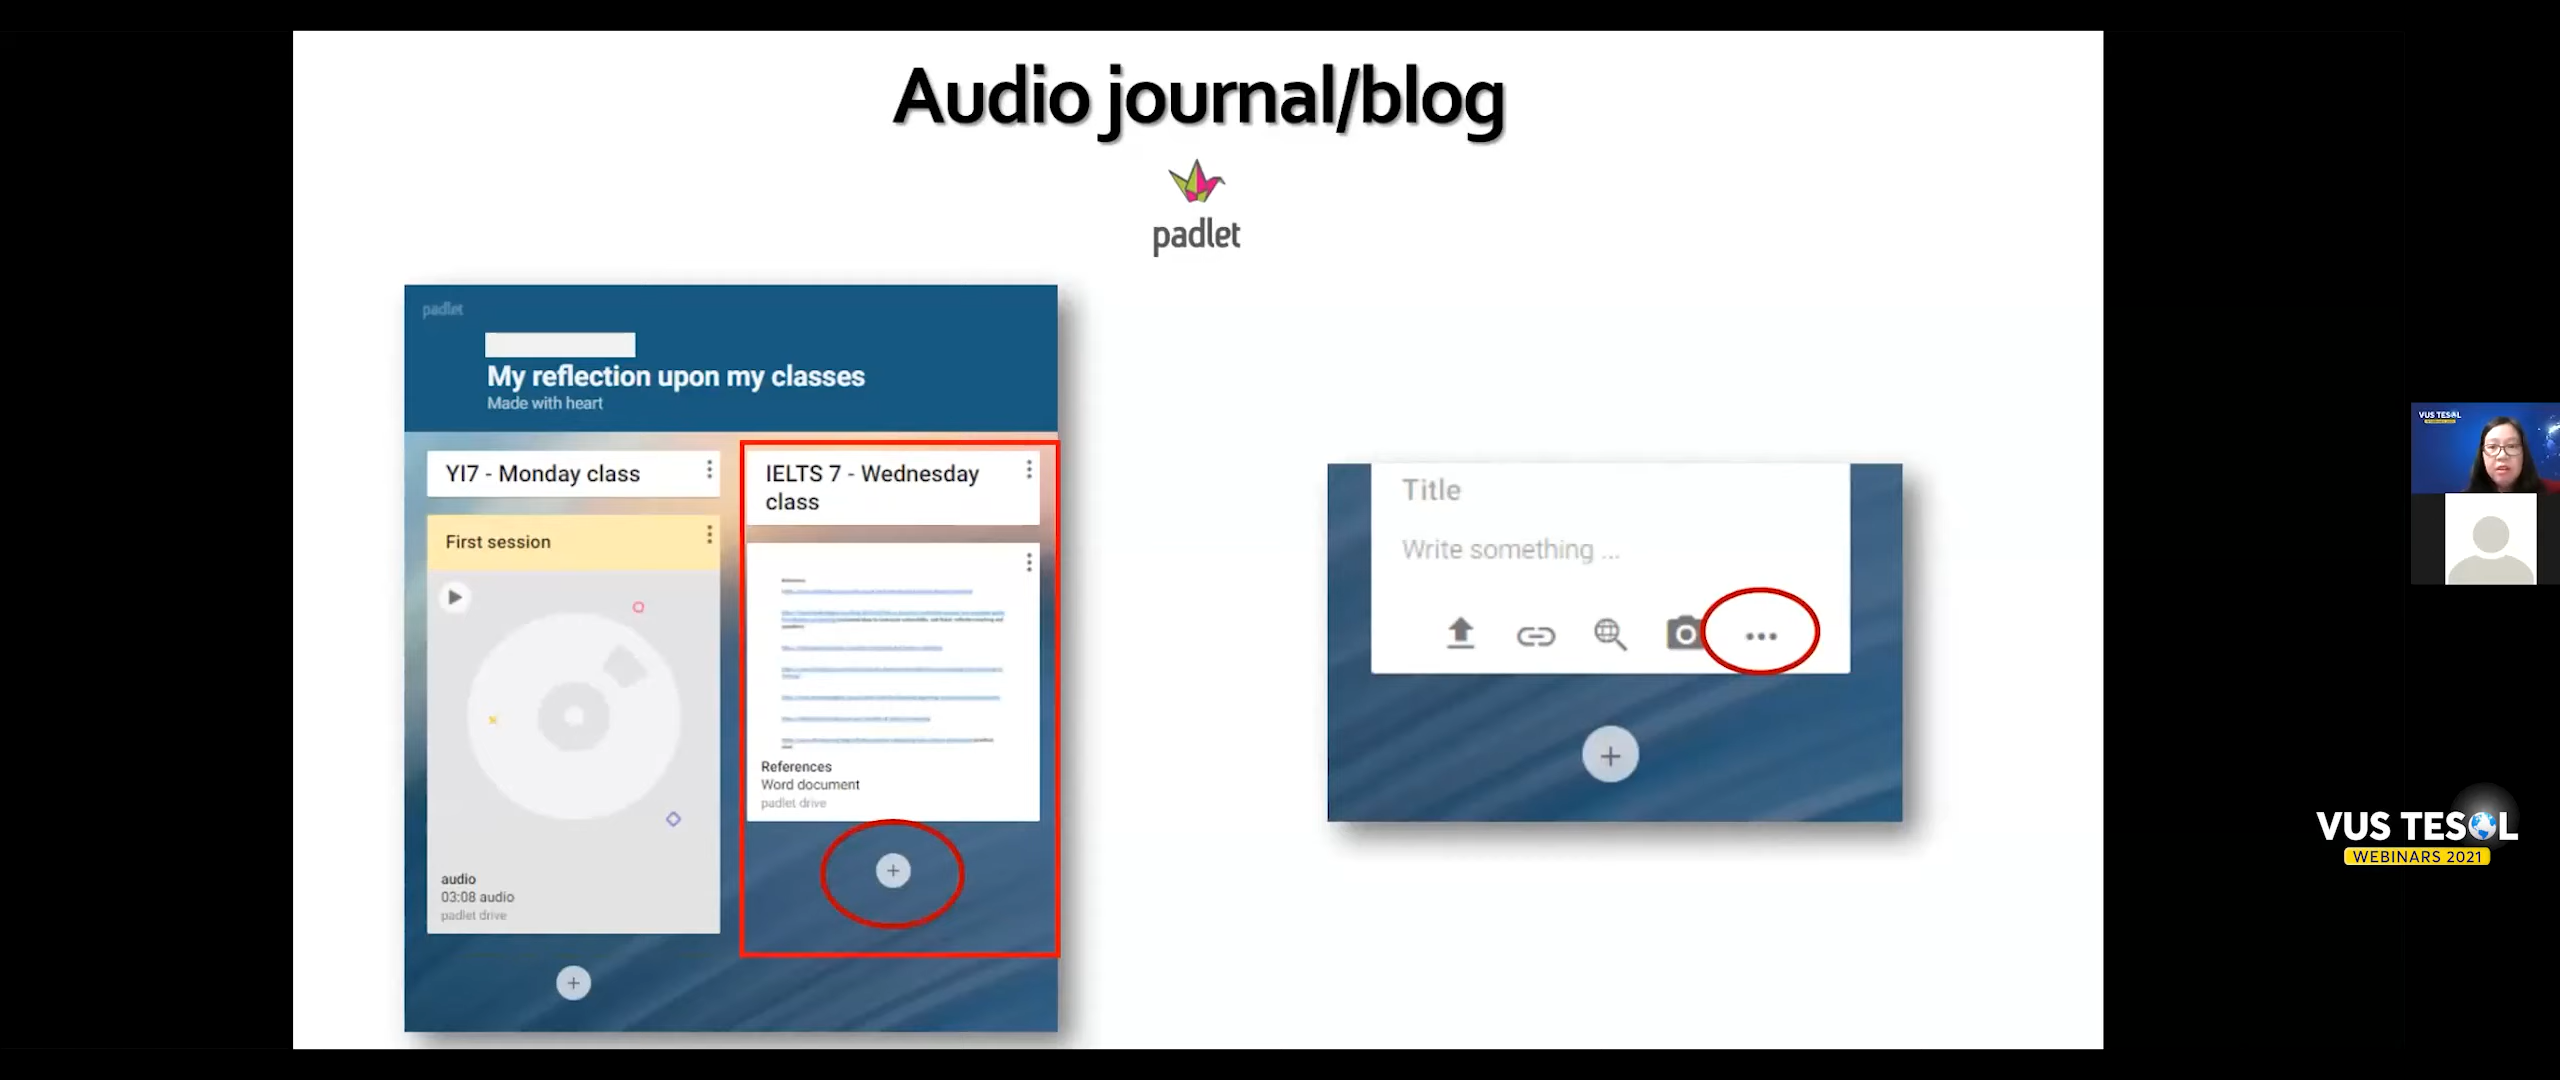 Audio journal/blog
padlet
padlet
My reflection upon my classes
Made with heart
YI7 - Monday class
First session
audio
03:08 audio
padlet drive
IELTS 7 - Wednesday
class
References
Word document
padlet drive
Title
Write something ...
VUS TESOL
VUS TESOL
WEBINARS 2021